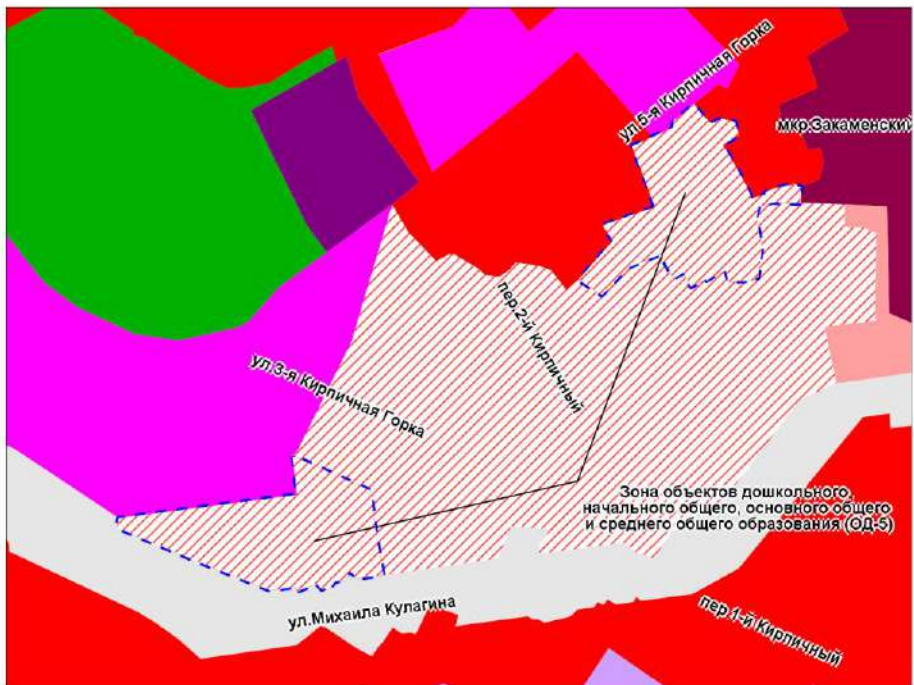 ул.5-я Кирпичная Горка
мкр.Закаменский
пер.2-й Кирпичный
ул.3-я Кирпичная Горка
Зона объектов дошкольного,
начального общего, основного общего
и среднего общего образования (ОД-5)
ул.Михаила Кулагина
пер.1-й Кирпичный